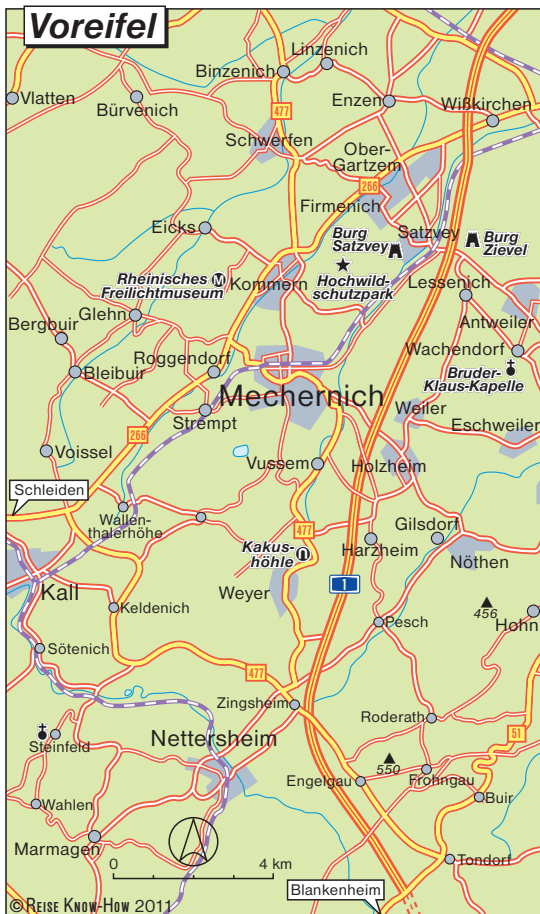 Voreifel
Linzenich
Binzenich
Vlatten
Bürvenich
Enzen
Wißkirchen
477
Schwerfen
Ober-
Gartzem
266
Firmenich
Eicks
Burg
Satzvey
Satzvey
Burg
Zievel
Rheinisches
Freilichtmuseum
M
Kommern
Hochwild-
schutzpark
Lessenich
Glehn
Antweiler
Bergbuir
Roggendorf
Wachendorf
Bleibuir
Mechernich
Bruder-
Klaus-Kapelle
Strempt
Weiler
266
Eschweiler
Voissel
Vussem
Holzheim
Schleiden
Wallen-
thalerhöhe
477
Gilsdorf
Kakus-
höhle
Harzheim
Nöthen
Kall
Weyer
1
456
Keldenich
Pesch
Hohn
Sötenich
477
Zingsheim
Roderath
51
Steinfeld
Nettersheim
550
Engelgau
Frohngau
Wahlen
Buir
Marmagen
Tondorf
0
4 km
Blankenheim
© REISE KNOW-HOW 2011